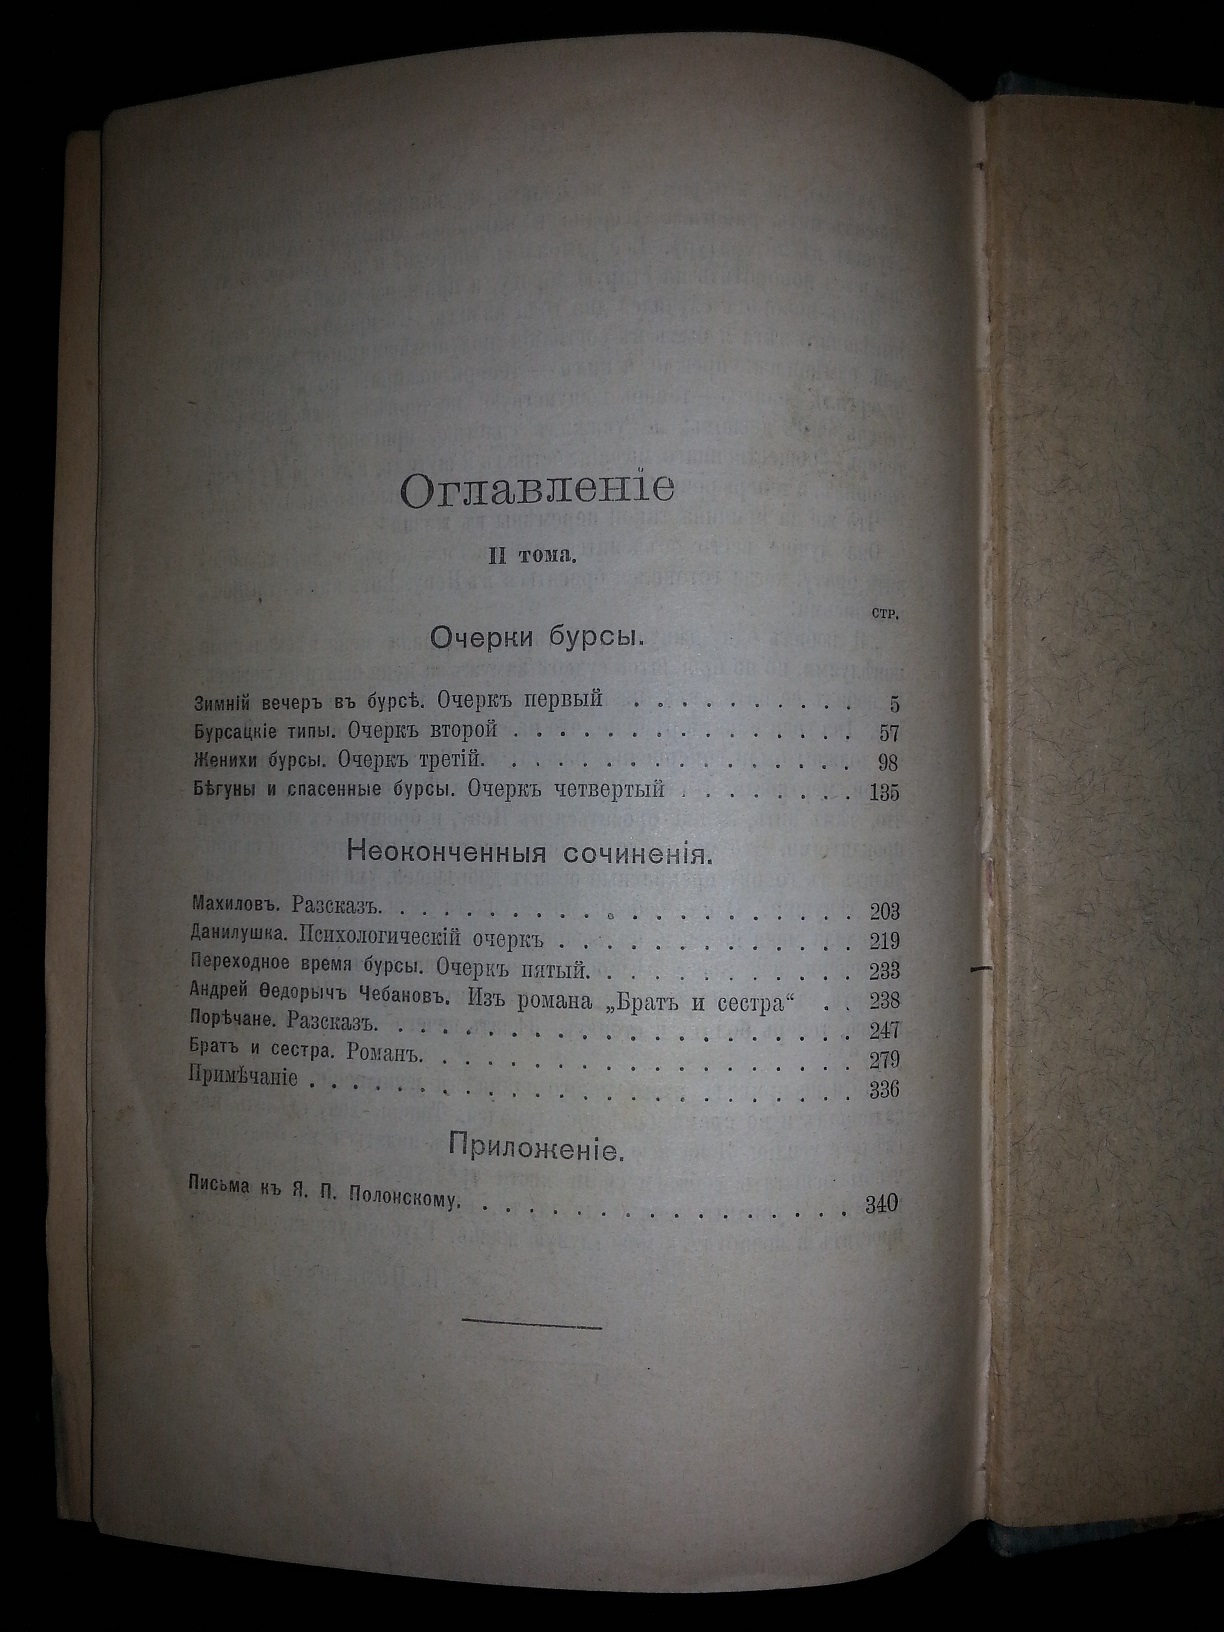 Оглавленіе
II тома.
стр.
Очерки бурсы.
Зимній вечеръ въ бурсѣ. Очеркъ первый . . . . . . . . . . 5
Бурсацкіе типы. Очеркъ второй . . . . . . . . . . . . . . . 57
Женихи бурсы. Очеркъ третій. . . . . . . . . . . . . . . . 98
Бѣгуны и спасенные бурсы. Очеркъ четвертый . . . . . . . . 135
Неоконченныя сочиненія.
Махиловъ. Разсказъ. . . . . . . . . . . . . . . . . . . . . 203
Данилушка. Психологическій очеркъ . . . . . . . . . . . . . 219
Переходное время бурсы. Очеркъ пятый. . . . . . . . . . . . 233
Андрей Ѳедорычъ Чебановъ. Изъ романа „Братъ и сестра“ . . 238
Порѣчане. Разсказъ. . . . . . . . . . . . . . . . . . . . . 247
Братъ и сестра. Романъ. . . . . . . . . . . . . . . . . . . 279
Примѣчаніе . . . . . . . . . . . . . . . . . . . . . . . 336
Приложеніе.
Письма къ Я. П. Полонскому. . . . . . . . . . . . . . . . . 340